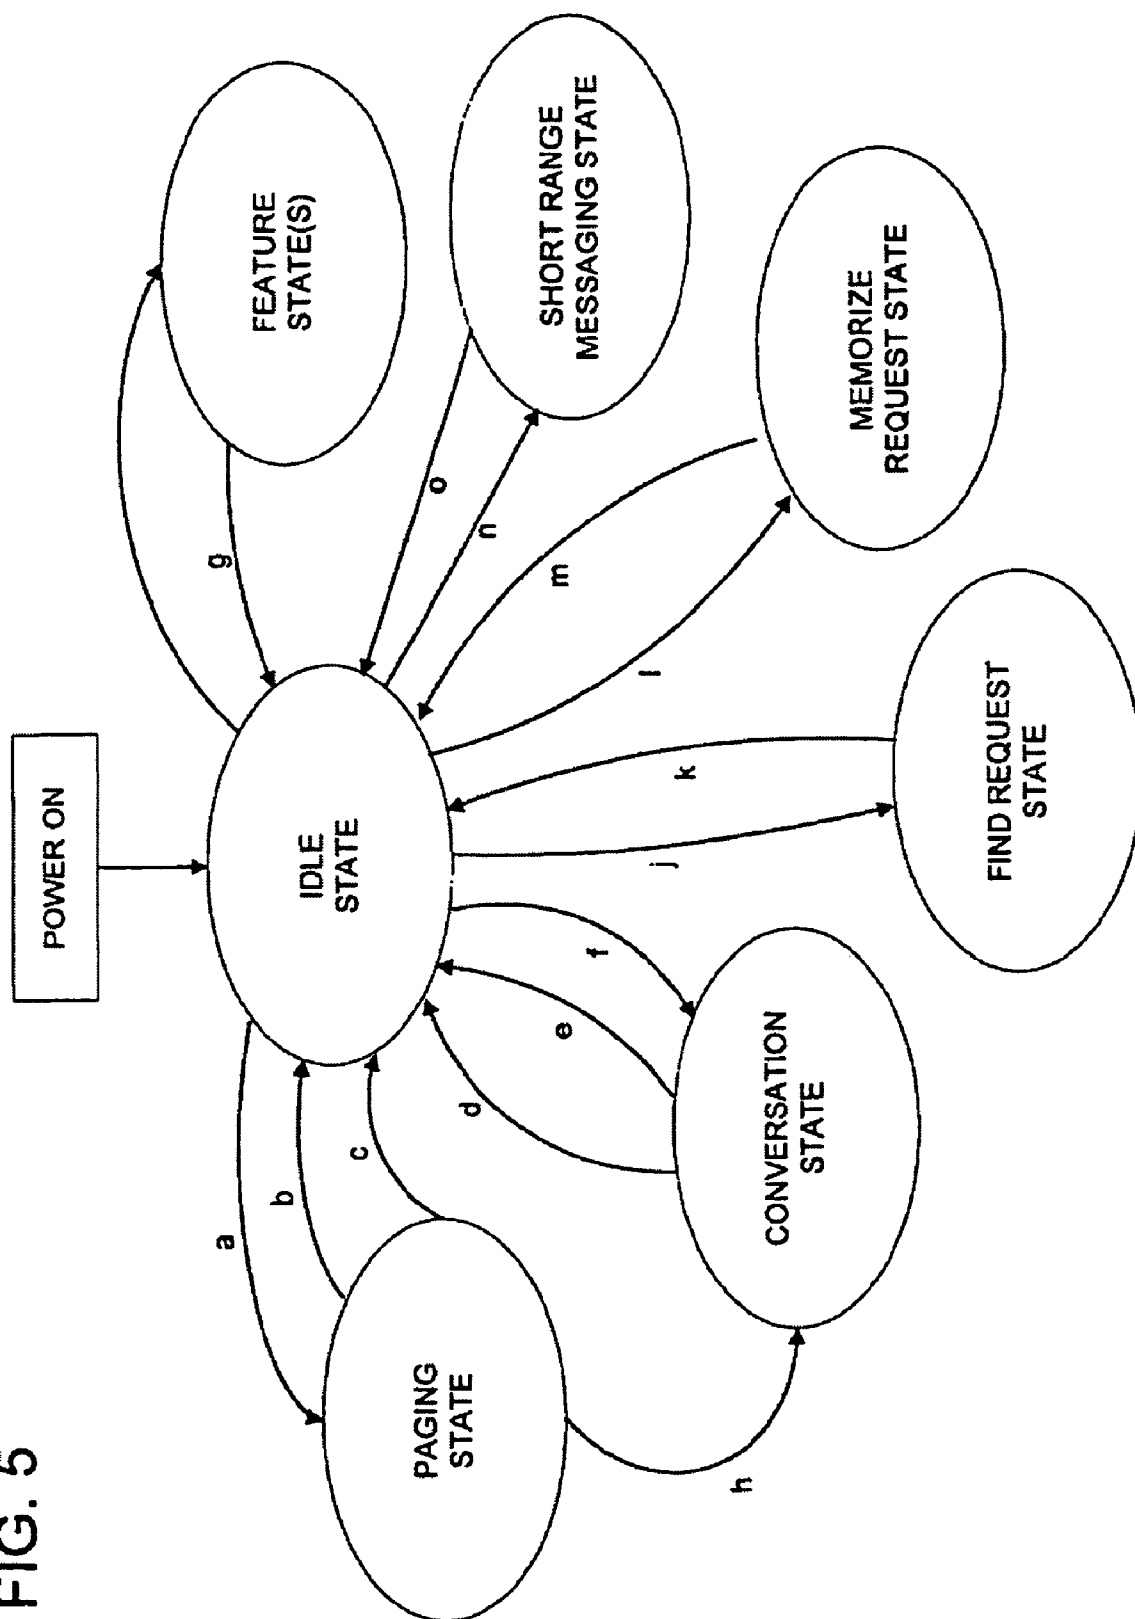 FIG. 5
POWER ON
IDLE
STATE
PAGING
STATE
CONVERSATION
STATE
FIND REQUEST
STATE
MEMORIZE
REQUEST STATE
SHORT RANGE
MESSAGING STATE
FEATURE
STATE(S)
a
b
c
d
e
f
g
h
j
k
l
m
n
o